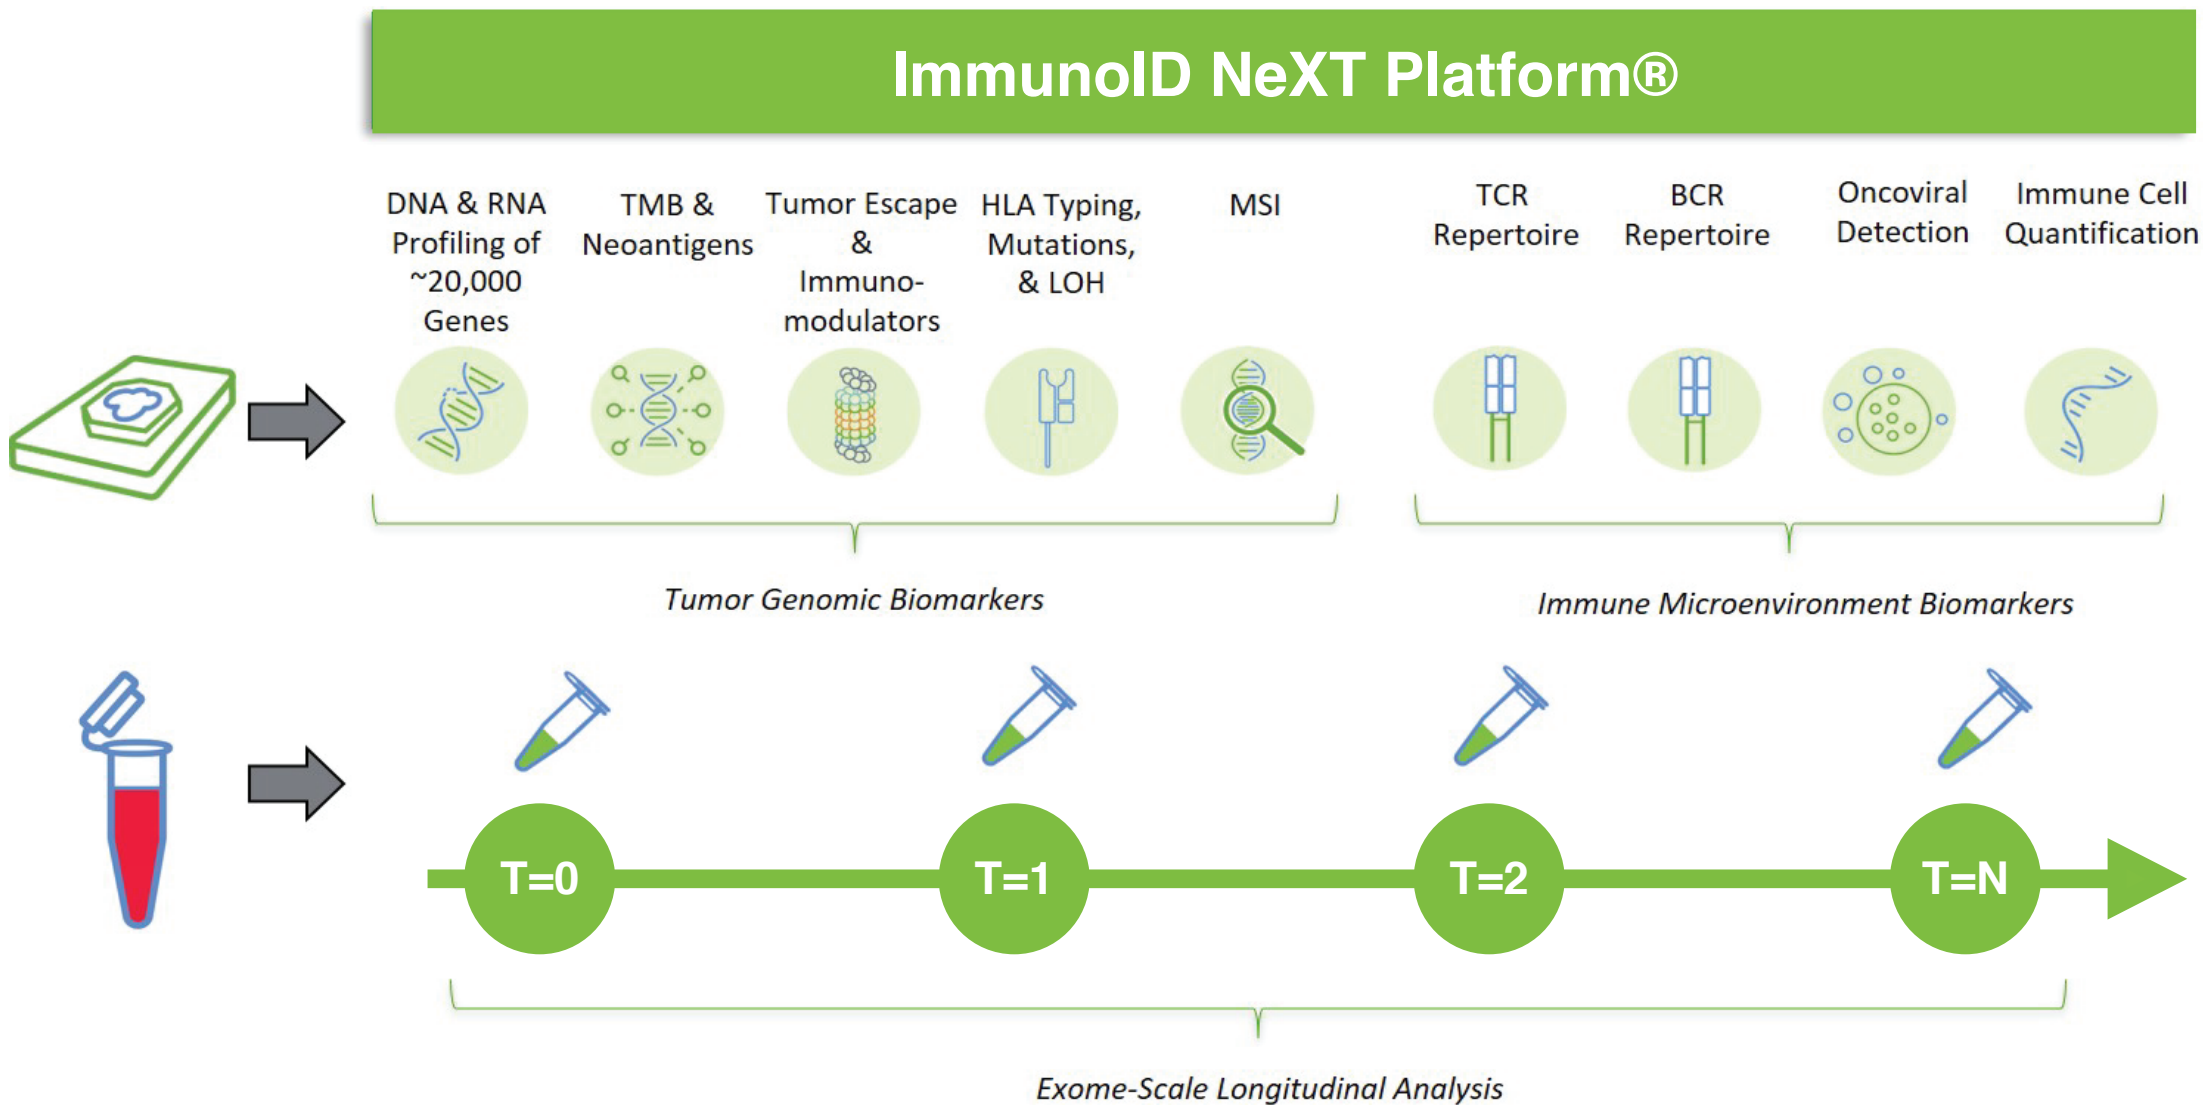 ImmunoID NeXT Platform®
DNA & RNA
Profiling of
~20,000
Genes
TMB &
Neoantigens
Tumor Escape
&
Immuno-
modulators
HLA Typing,
Mutations,
& LOH
MSI
TCR
Repertoire
BCR
Repertoire
Oncoviral
Detection
Immune Cell
Quantification
Tumor Genomic Biomarkers
Immune Microenvironment Biomarkers
T=0
T=1
T=2
T=N
Exome-Scale Longitudinal Analysis